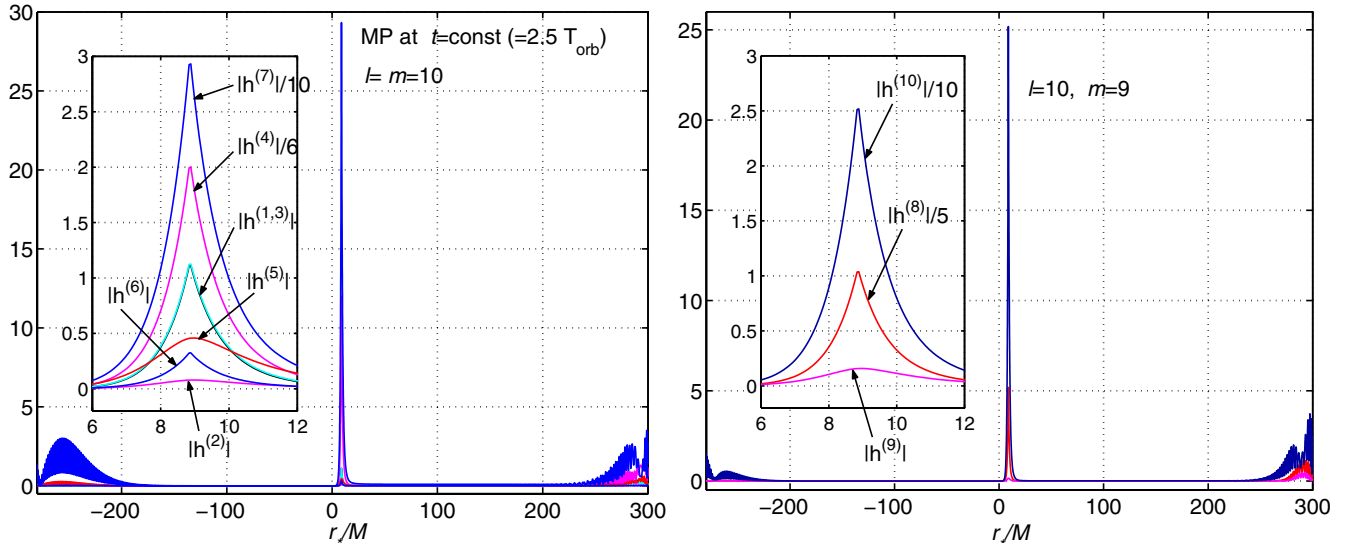 30
25
20
15
10
5
0
MP at t=const (=2.5 T_orb)
l= m=10
3
2.5
2
1.5
1
0.5
0
|h^(7)|/10
|h^(4)|/6
|h^(1,3)|
|h^(5)|
|h^(6)|
|h^(2)|
6 8 10 12
−200 −100 0 100 200 300
r_*/M
25
20
15
10
5
0
l=10, m=9
3
2.5
2
1.5
1
0.5
0
|h^(10)|/10
|h^(8)|/5
|h^(9)|
6 8 10 12
−200 −100 0 100 200 300
r_*/M